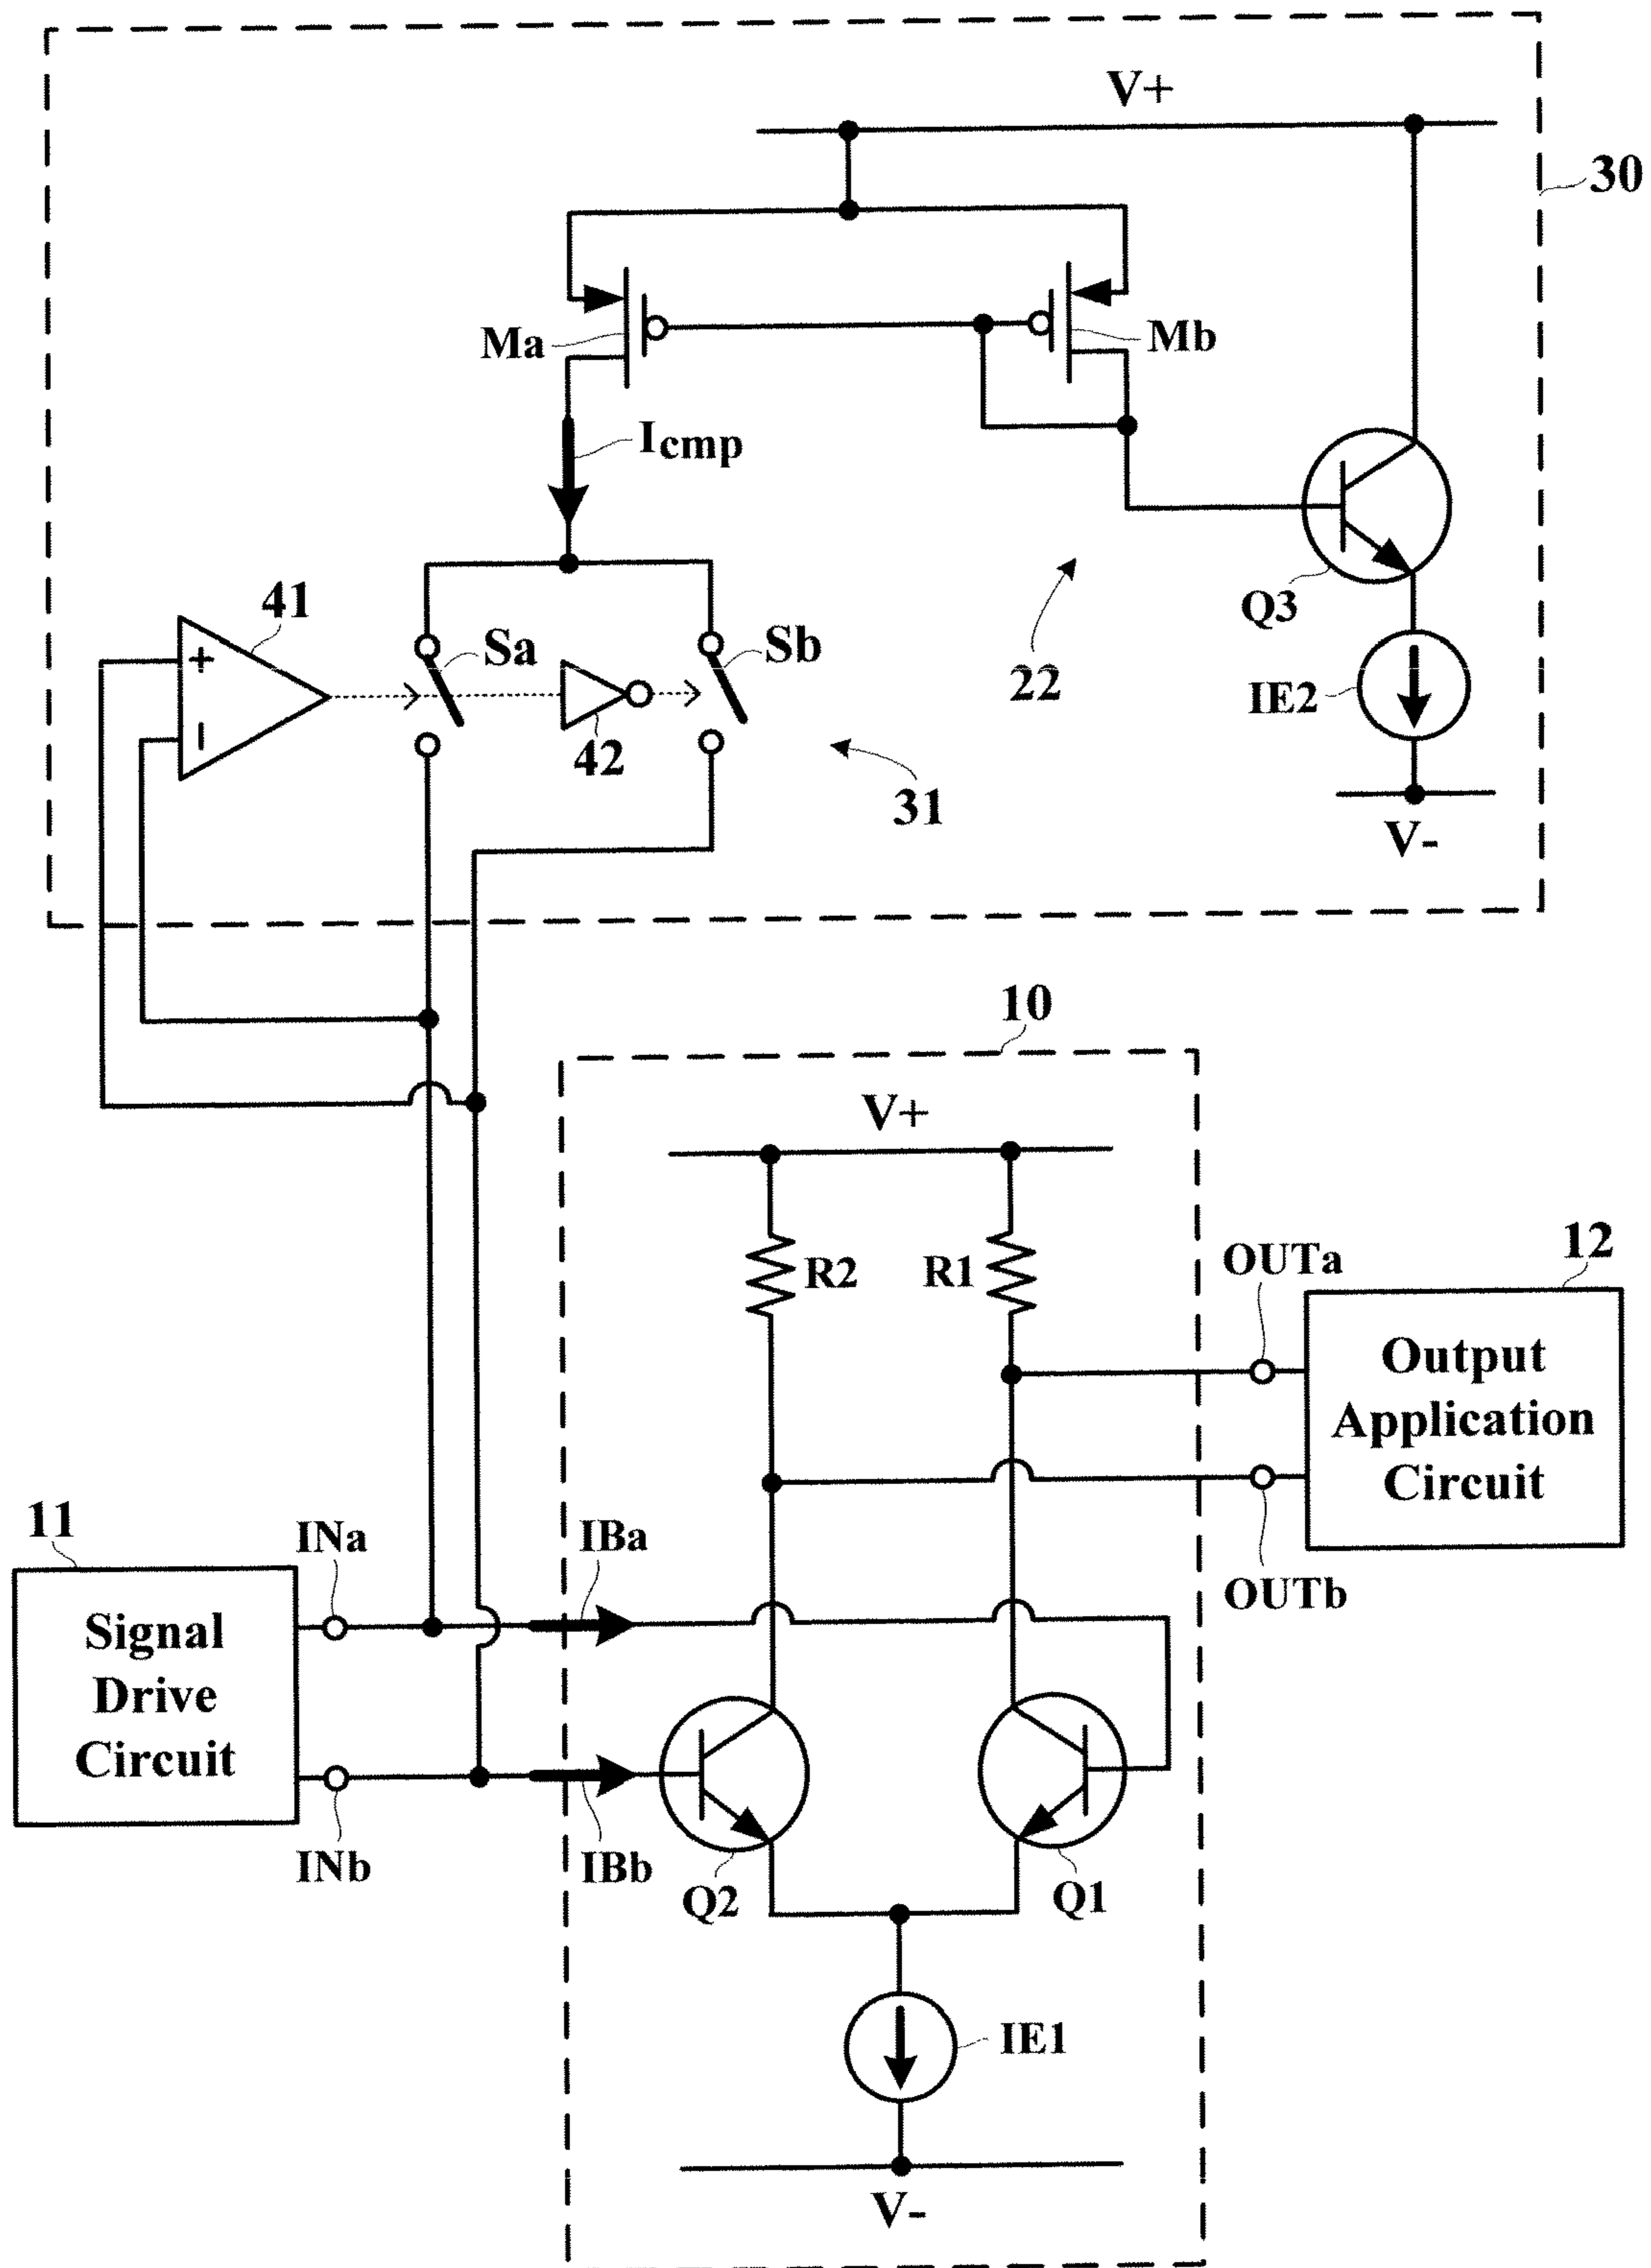 V+
30
Ma
Mb
Icmp
41
+
-
Sa
Sb
42
Q3
22
IE2
31
V-
10
V+
R2
R1
OUTa
12
Output
Application
Circuit
OUTb
11
INa
IBa
Signal
Drive
Circuit
INb
IBb
Q2
Q1
IE1
V-